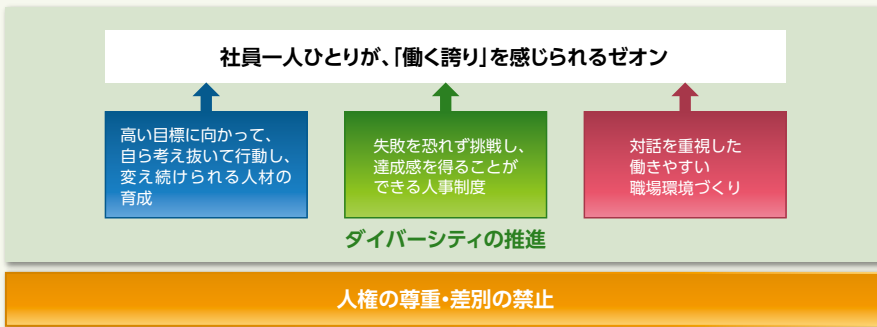 社員一人ひとりが、「働く誇り」を感じられるゼオン
高い目標に向かって、
自ら考え抜いて行動し、
変え続けられる人材の
育成
失敗を恐れず挑戦し、
達成感を得ることが
できる人事制度
対話を重視した
働きやすい
職場環境づくり
ダイバーシティの推進
人権の尊重・差別の禁止